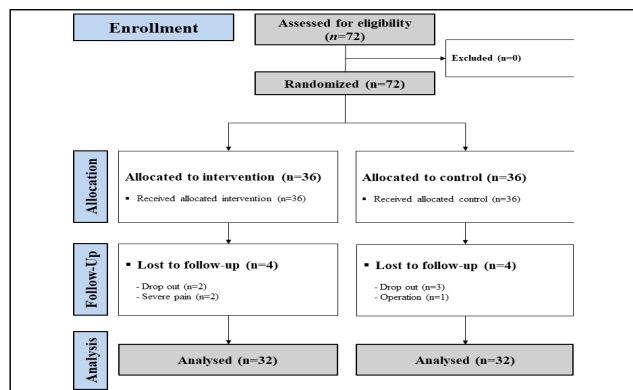 Enrollment
Assessed for eligibility
(n=72)
Excluded (n=0)
Randomized (n=72)
Allocation
Allocated to intervention (n=36)
▪ Received allocated intervention (n=36)
Allocated to control (n=36)
▪ Received allocated control (n=36)
Follow-Up
▪ Lost to follow-up (n=4)
- Drop out (n=2)
- Severe pain (n=2)
▪ Lost to follow-up (n=4)
- Drop out (n=3)
- Operation (n=1)
Analysis
Analysed (n=32)
Analysed (n=32)